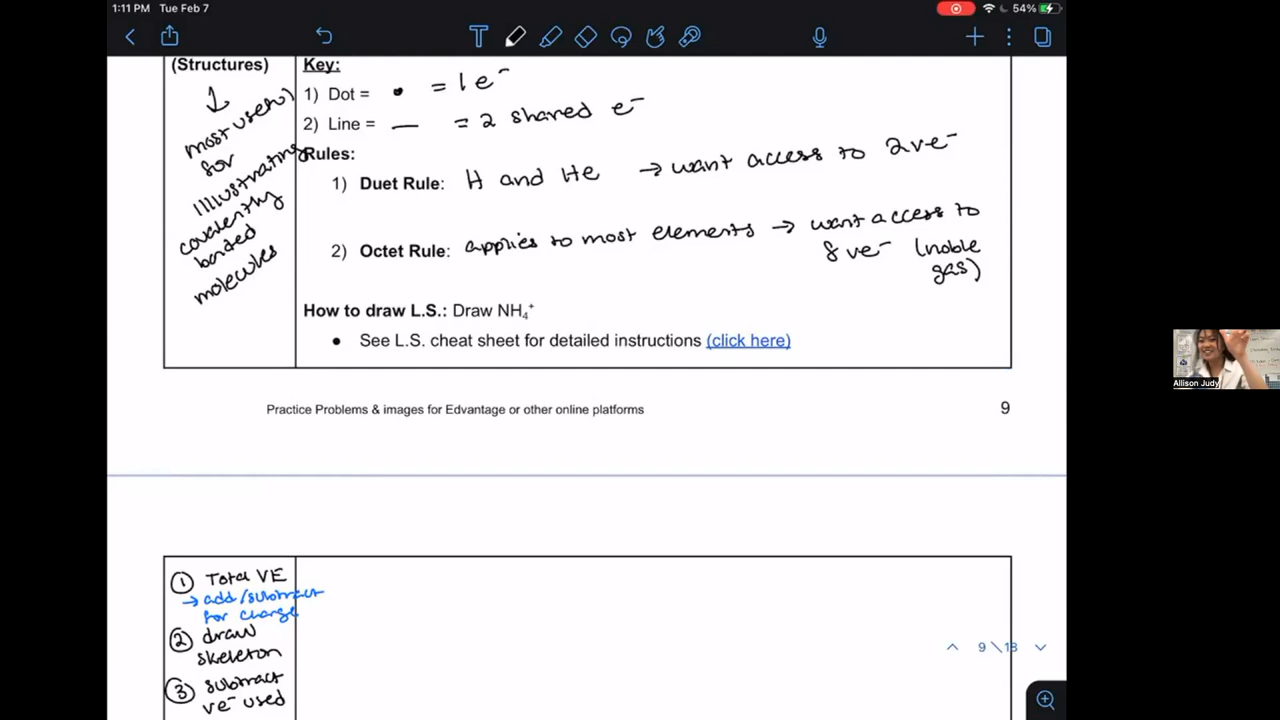 1:11 PM Tue Feb 7
54%
(Structures)
↓
most useful
for
Illustrating
covalently
bonded
molecules
Key:
1) Dot = • = 1 e⁻
2) Line = — = 2 shared e⁻
Rules:
1) Duet Rule: H and He → want access to 2ve⁻
2) Octet Rule: applies to most elements → want access to
8 ve⁻ (noble
gas)
How to draw L.S.: Draw NH₄⁺
● See L.S. cheat sheet for detailed instructions (click here)
Practice Problems & images for Edvantage or other online platforms
9
Allison Judy
① Total VE
→ add/subtract
for charge
② draw
skeleton
③ subtract
ve⁻ used
9 \ 18